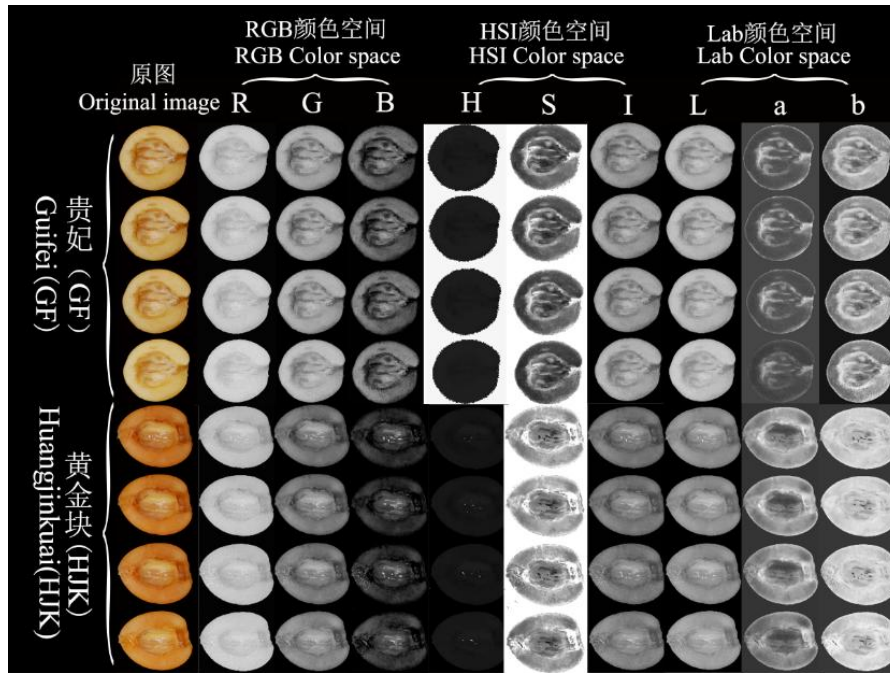 RGB颜色空间
RGB Color space
HSI颜色空间
HSI Color space
Lab颜色空间
Lab Color space
原图
Original image
R
G
B
H
S
I
L
a
b
贵妃（GF）
Guifei(GF)
黄金块(HJK)
Huangjinkuai(HJK)